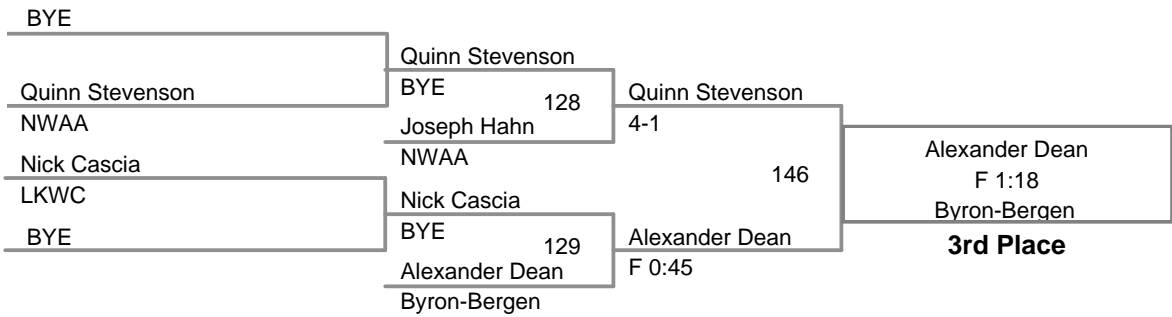 BYE
Quinn Stevenson
NWAA
Nick Cascia
LKWC
BYE
Quinn Stevenson
BYE
128
Joseph Hahn
NWAA
Nick Cascia
BYE
129
Alexander Dean
Byron-Bergen
Quinn Stevenson
4-1
146
Alexander Dean
F 0:45
Alexander Dean
F 1:18
Byron-Bergen
3rd Place